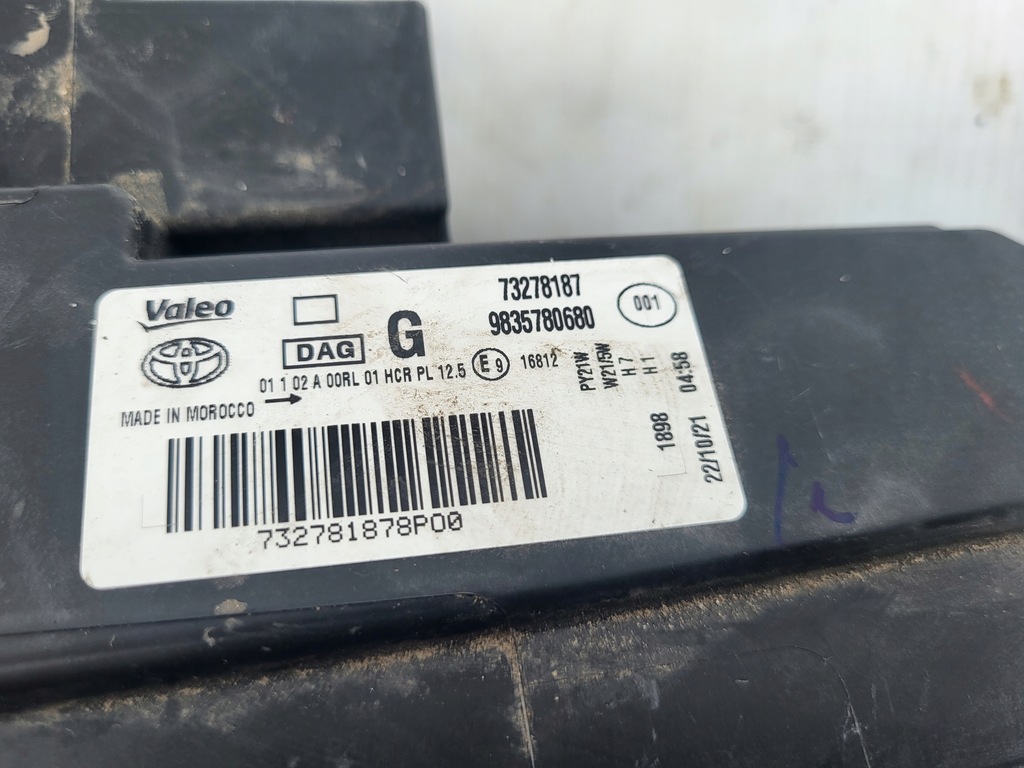 Valeo
73278187
9835780680
001
DAG
G
01 1 02 A 00RL 01 HCR PL 12.5
E9
16812
MADE IN MOROCCO
PY21W
W21/5W
H7
H1
1898
22/10/21 04:58
732781878P00